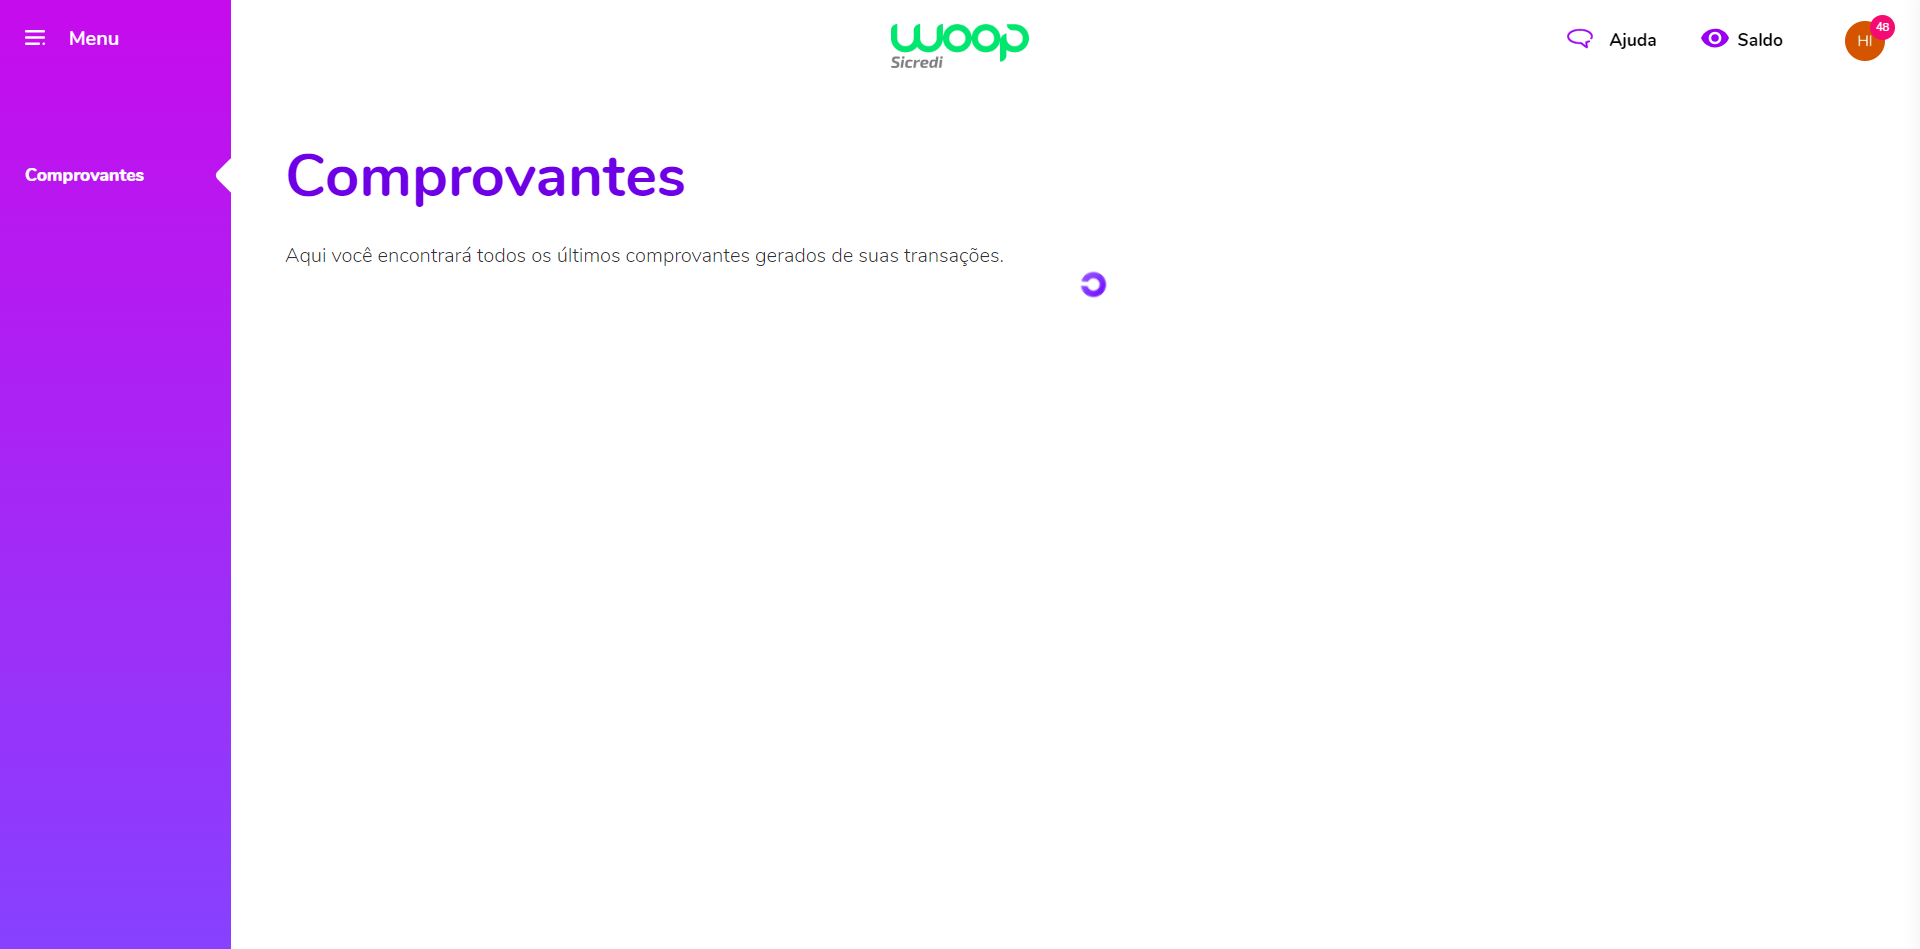 Menu
woop
Sicredi
Ajuda
Saldo
HI
48
Comprovantes
Comprovantes
Aqui você encontrará todos os últimos comprovantes gerados de suas transações.